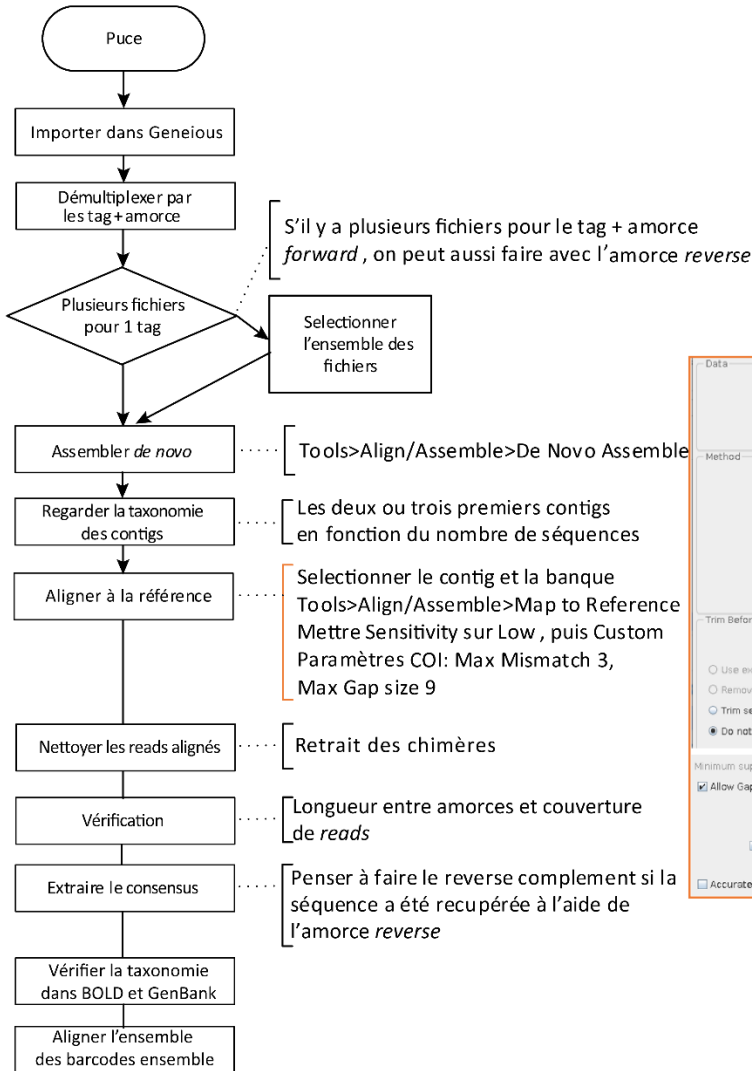 Puce
Importer dans Geneious
Démultiplexer par
les tag+amorce
S'il y a plusieurs fichiers pour le tag + amorce
forward , on peut aussi faire avec l'amorce reverse
Plusieurs fichiers
pour 1 tag
Selectionner
l'ensemble des
fichiers
Assembler de novo
Tools>Align/Assemble>De Novo Assemble
Regarder la taxonomie
des contigs
Les deux ou trois premiers contigs
en fonction du nombre de séquences
Aligner à la référence
Selectionner le contig et la banque
Tools>Align/Assemble>Map to Reference
Mettre Sensitivity sur Low , puis Custom
Paramètres COI: Max Mismatch 3,
Max Gap size 9
Nettoyer les reads alignés
Retrait des chimères
Vérification
Longueur entre amorces et couverture
de reads
Extraire le consensus
Penser à faire le reverse complement si la
séquence a été recupérée à l'aide de
l'amorce reverse
Vérifier la taxonomie
dans BOLD et GenBank
Aligner l'ensemble
des barcodes ensemble
Data
Method
Trim Befor
Use ex
Remov
Trim se
Do not
Minimum sup
Allow Gap
Accurate